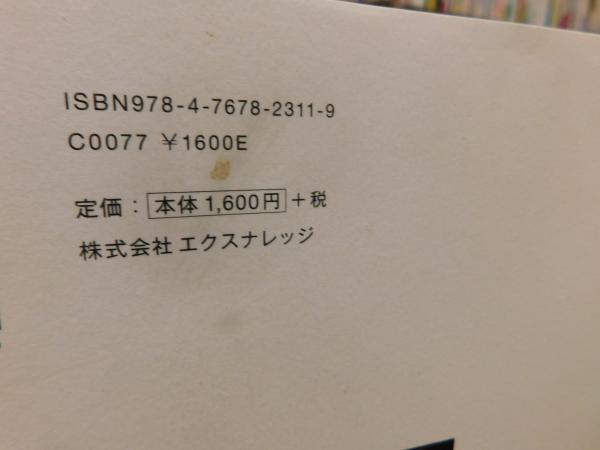 ISBN978-4-7678-2311-9
C0077 ¥1600E
定価：本体 1,600円＋税
株式会社 エクスナレッジ